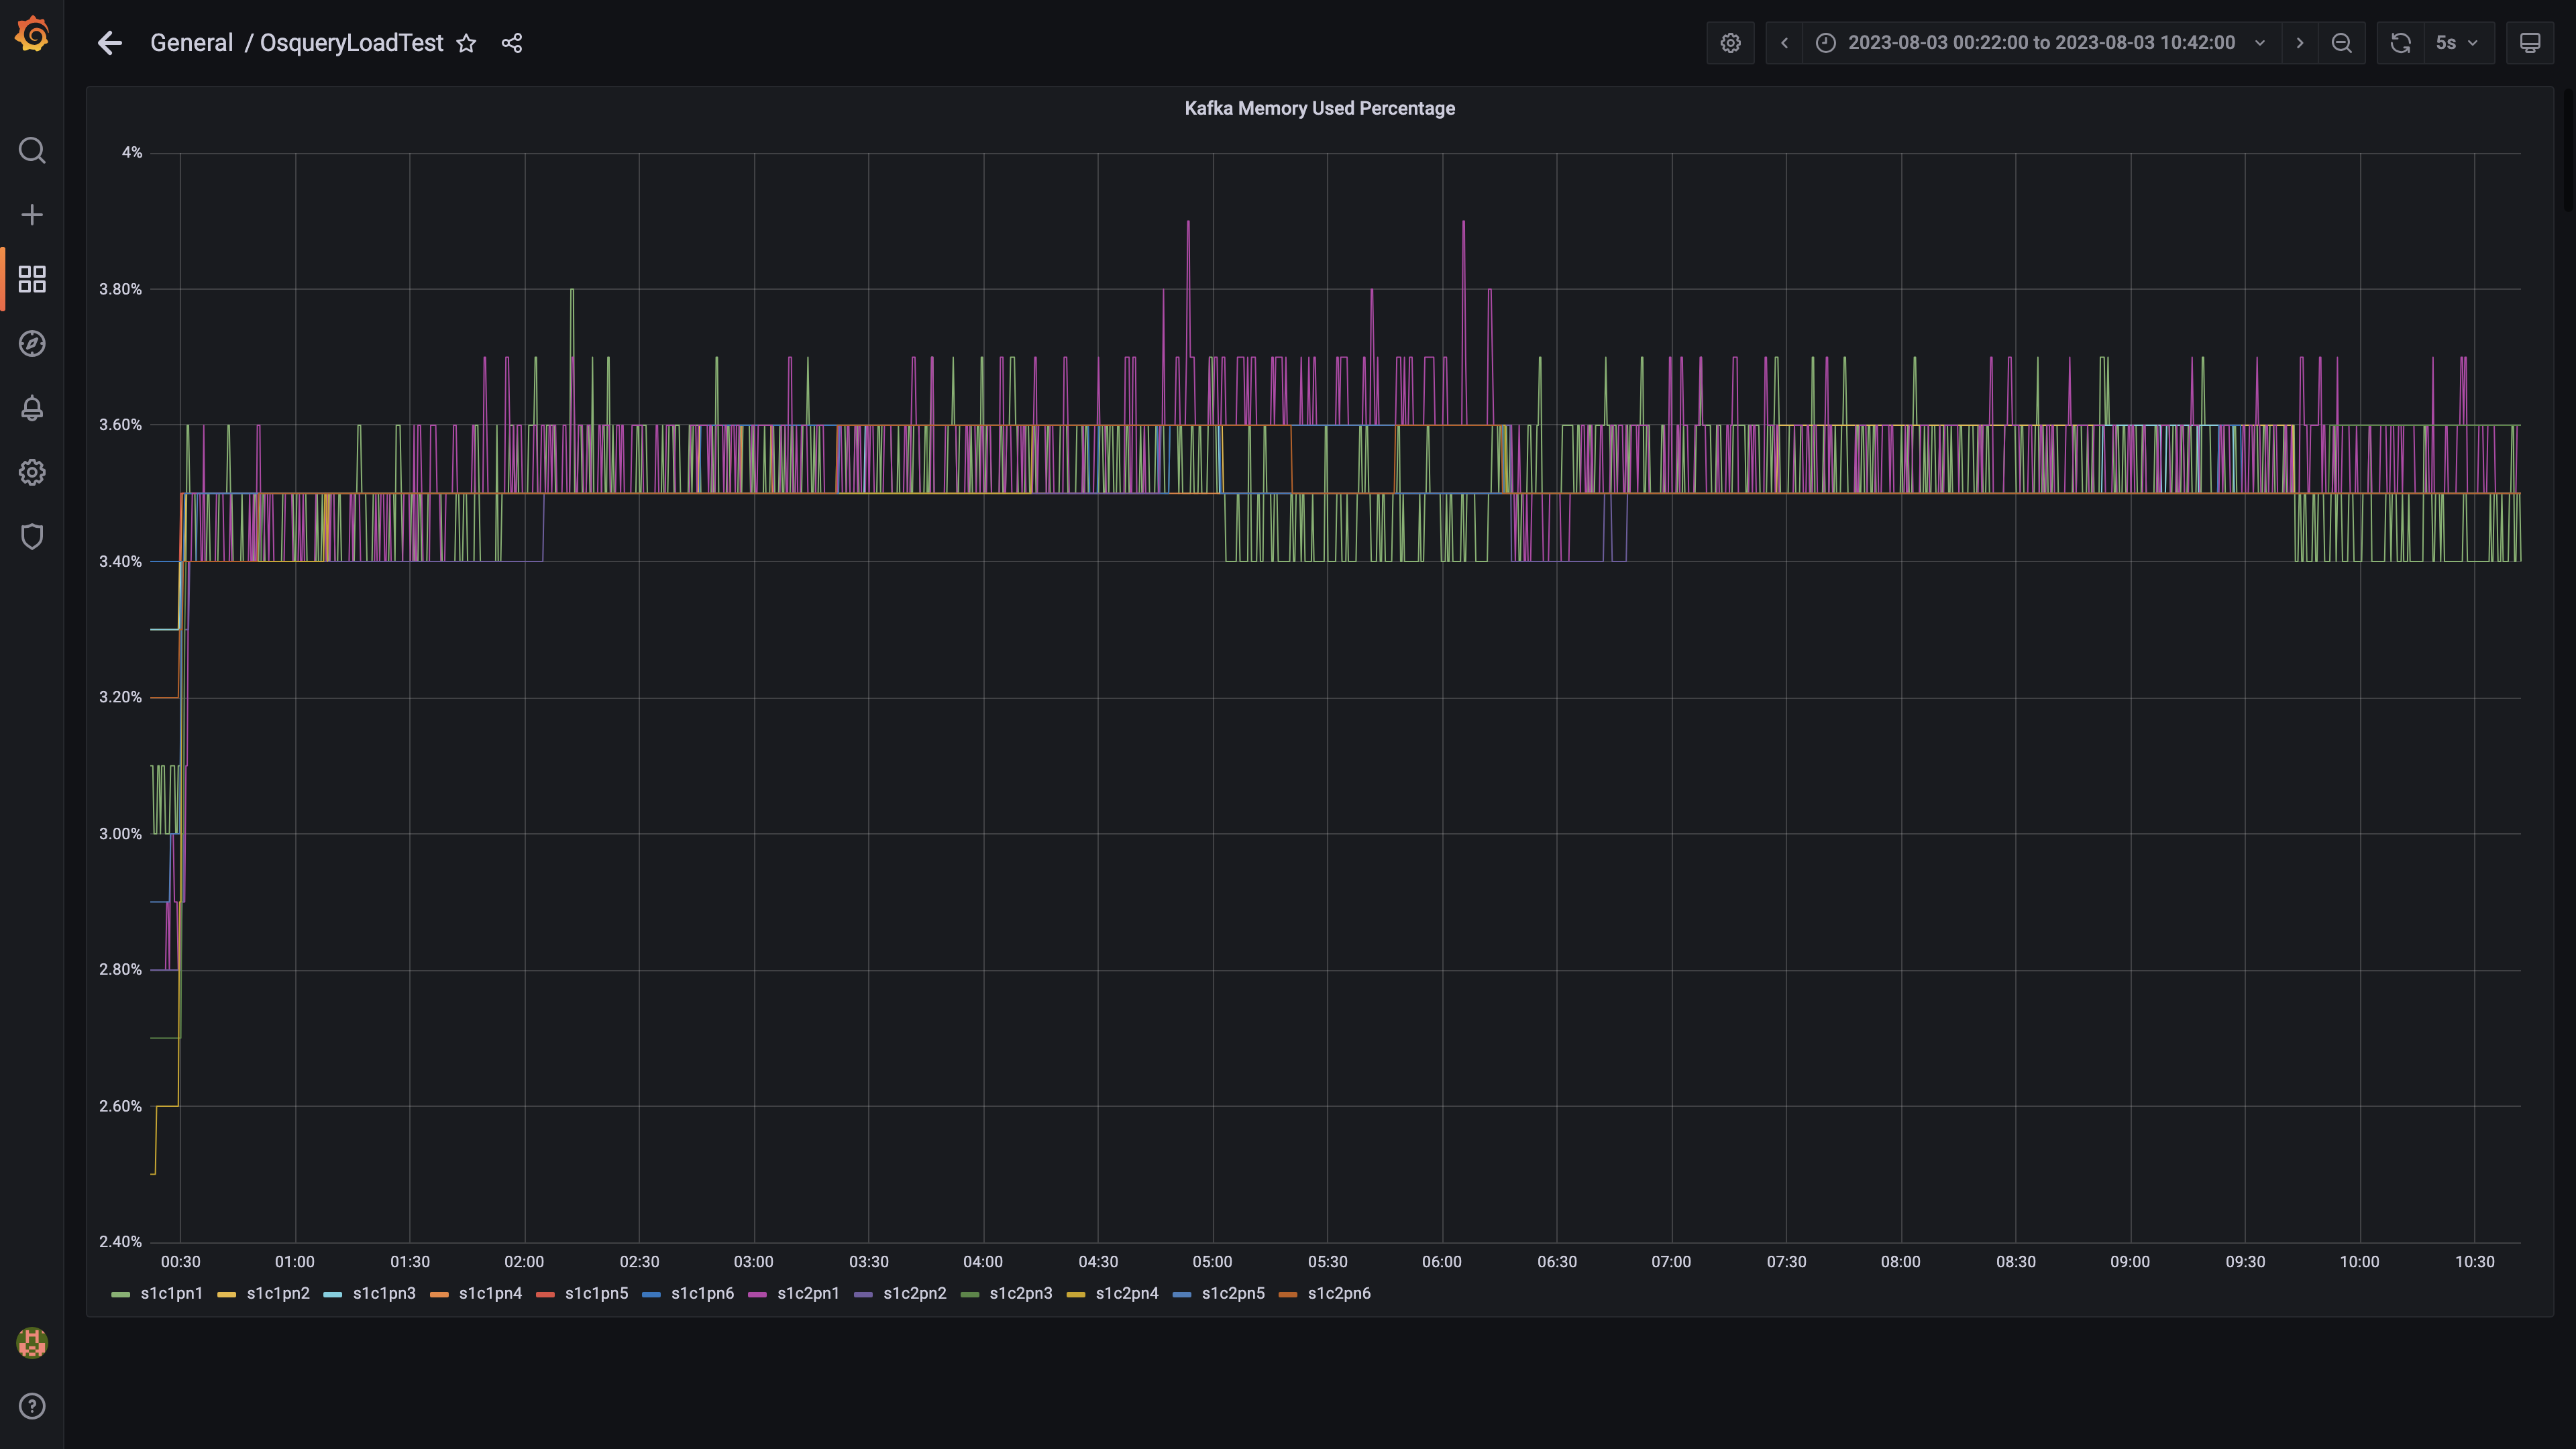 General / OsqueryLoadTest
2023-08-03 00:22:00 to 2023-08-03 10:42:00
5s
Kafka Memory Used Percentage
4%
3.80%
3.60%
3.40%
3.20%
3.00%
2.80%
2.60%
2.40%
00:30 01:00 01:30 02:00 02:30 03:00 03:30 04:00 04:30 05:00 05:30 06:00 06:30 07:00 07:30 08:00 08:30 09:00 09:30 10:00 10:30
s1c1pn1 s1c1pn2 s1c1pn3 s1c1pn4 s1c1pn5 s1c1pn6 s1c2pn1 s1c2pn2 s1c2pn3 s1c2pn4 s1c2pn5 s1c2pn6